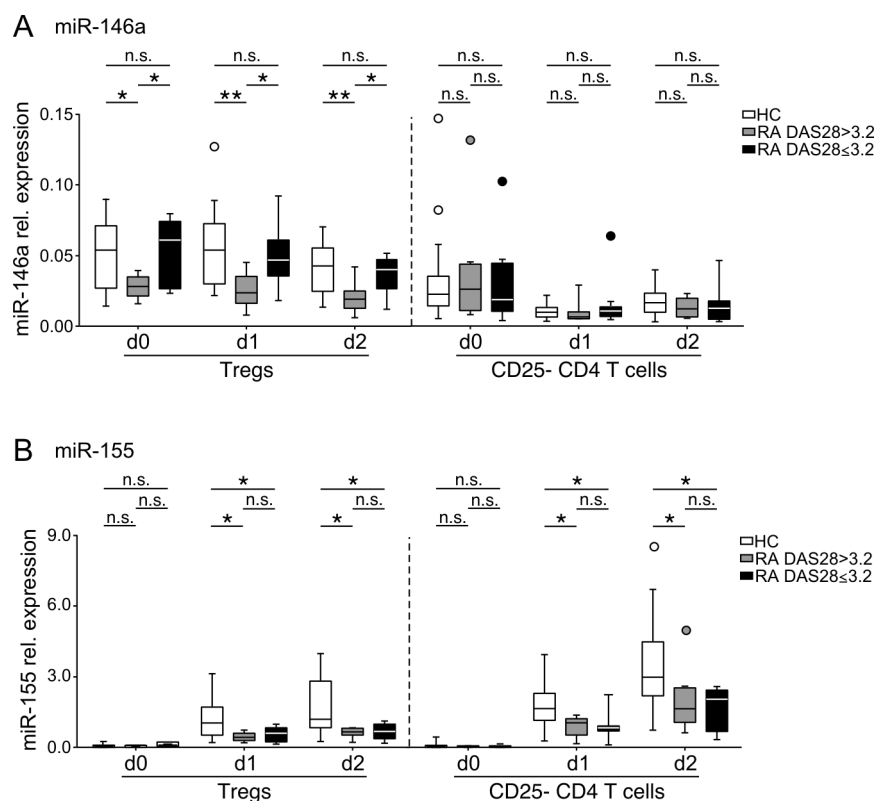 A miR-146a
n.s. n.s. n.s. n.s. n.s. n.s.
* * * n.s. n.s. n.s.
* ** ** n.s. n.s. n.s.
miR-146a rel. expression
0.15
0.10
0.05
0.00
HC
RA DAS28>3.2
RA DAS28≤3.2
d0 d1 d2 d0 d1 d2
Tregs CD25- CD4 T cells
B miR-155
n.s. * * n.s. * *
n.s. n.s. n.s. n.s. n.s. n.s.
n.s. * * n.s. * *
miR-155 rel. expression
9.0
6.0
3.0
0.0
HC
RA DAS28>3.2
RA DAS28≤3.2
d0 d1 d2 d0 d1 d2
Tregs CD25- CD4 T cells